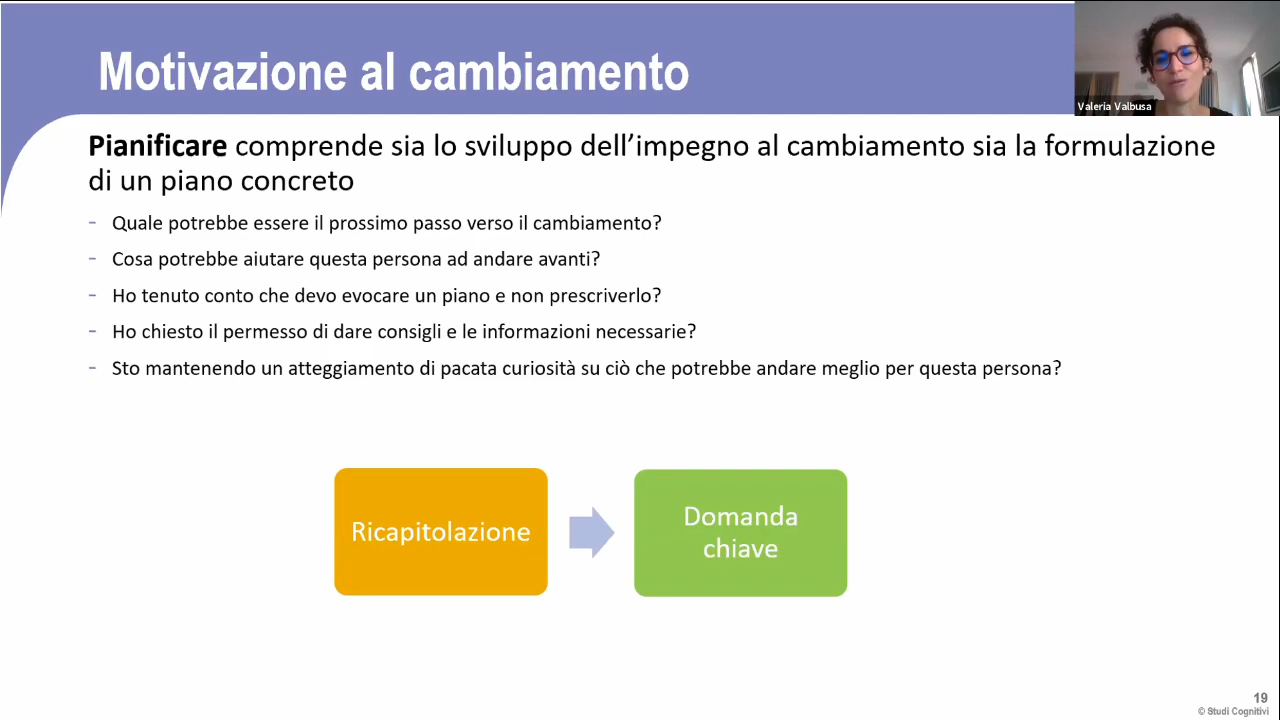 Motivazione al cambiamento
Valeria Valbusa
Pianificare comprende sia lo sviluppo dell’impegno al cambiamento sia la formulazione
di un piano concreto
- Quale potrebbe essere il prossimo passo verso il cambiamento?
- Cosa potrebbe aiutare questa persona ad andare avanti?
- Ho tenuto conto che devo evocare un piano e non prescriverlo?
- Ho chiesto il permesso di dare consigli e le informazioni necessarie?
- Sto mantenendo un atteggiamento di pacata curiosità su ciò che potrebbe andare meglio per questa persona?
Ricapitolazione
Domanda
chiave
19
© Studi Cognitivi